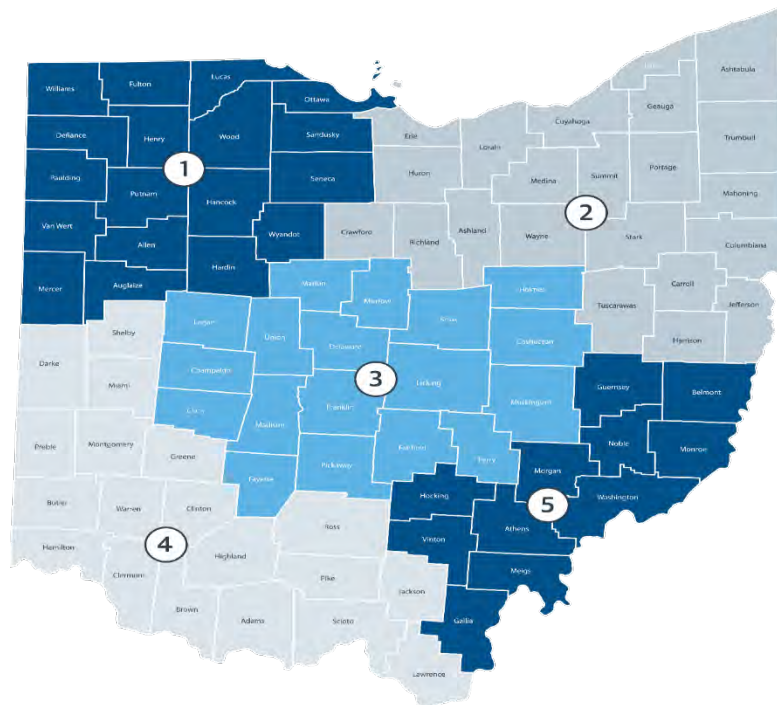 Williams
Fulton
Lucas
Ottawa
Defiance
Henry
Wood
Sandusky
Paulding
1
Putnam
Hancock
Seneca
Van Wert
Allen
Wyandot
Mercer
Auglaize
Hardin
Ashtabula
Geauga
Cuyahoga
Erie
Lorain
Trumbull
Huron
Medina
Summit
Portage
Mahoning
2
Crawford
Richland
Ashland
Wayne
Stark
Columbiana
Carroll
Tuscarawas
Jefferson
Harrison
Marion
Morrow
Knox
Holmes
Logan
Union
Delaware
Coshocton
Champaign
3
Licking
Clark
Madison
Franklin
Muskingum
Fairfield
Perry
Fayette
Pickaway
Shelby
Darke
Miami
Preble
Montgomery
Greene
Butler
Warren
Clinton
Ross
Hamilton
4
Highland
Clermont
Pike
Jackson
Brown
Adams
Scioto
Lawrence
Guernsey
Belmont
Noble
Monroe
Morgan
Washington
Hocking
5
Athens
Vinton
Meigs
Gallia